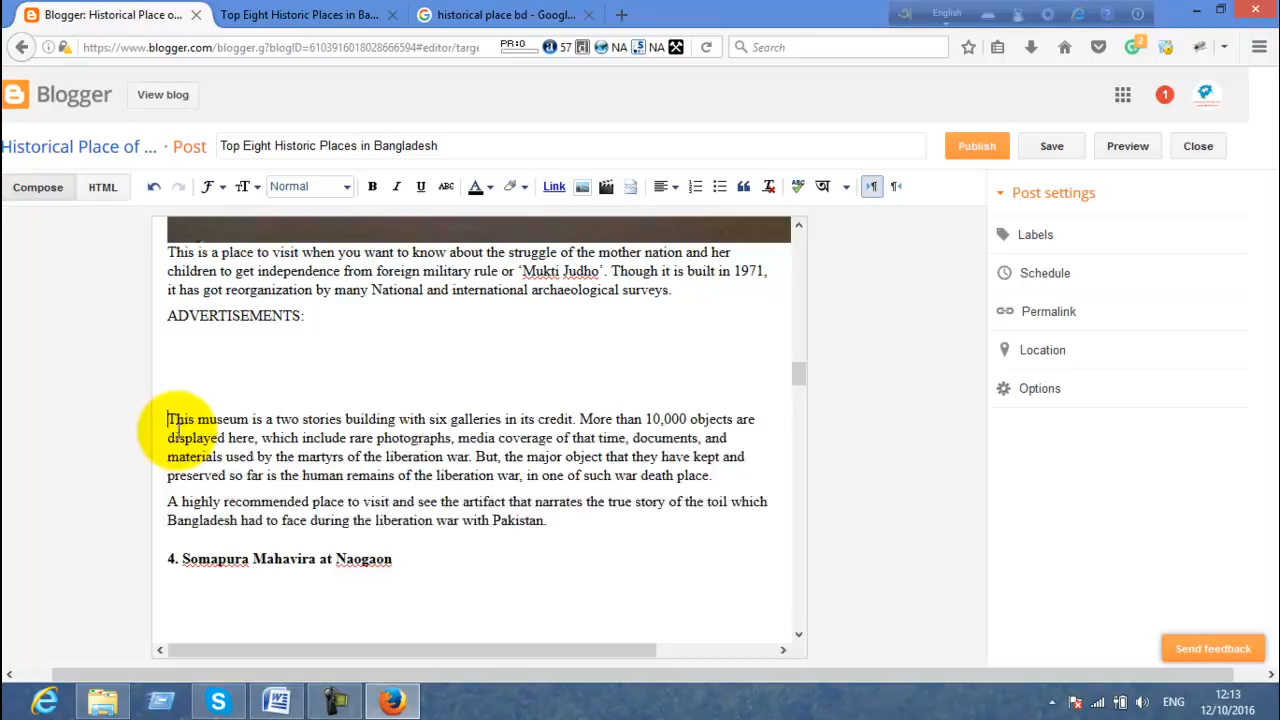 Blogger: Historical Place o...
Top Eight Historic Places in Ba...
historical place bd - Googl...
English
https://www.blogger.com/blogger.g?blogID=6103916018028666594#editor/targe
PR:0
57
NA
NA
Search
2
Blogger
View blog
1
Historical Place of ... · Post
Top Eight Historic Places in Bangladesh
Publish
Save
Preview
Close
Compose
HTML
Normal
Link
Post settings
Labels
Schedule
Permalink
Location
Options
This is a place to visit when you want to know about the struggle of the mother nation and her
children to get independence from foreign military rule or ‘Mukti Judho’. Though it is built in 1971,
it has got reorganization by many National and international archaeological surveys.
ADVERTISEMENTS:
This museum is a two stories building with six galleries in its credit. More than 10,000 objects are
displayed here, which include rare photographs, media coverage of that time, documents, and
materials used by the martyrs of the liberation war. But, the major object that they have kept and
preserved so far is the human remains of the liberation war, in one of such war death place.
A highly recommended place to visit and see the artifact that narrates the true story of the toil which
Bangladesh had to face during the liberation war with Pakistan.
4. Somapura Mahavira at Naogaon
Send feedback
ENG
12:13
12/10/2016